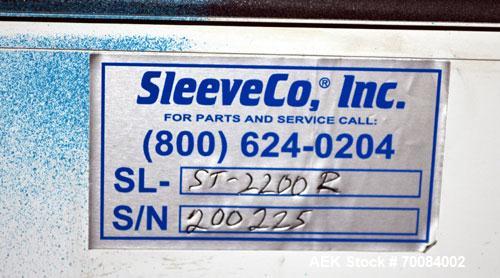 SleeveCo,® Inc.
FOR PARTS AND SERVICE CALL:
(800) 624-0204
SL- ST-2200R
S/N 200225
AEK Stock # 70084002